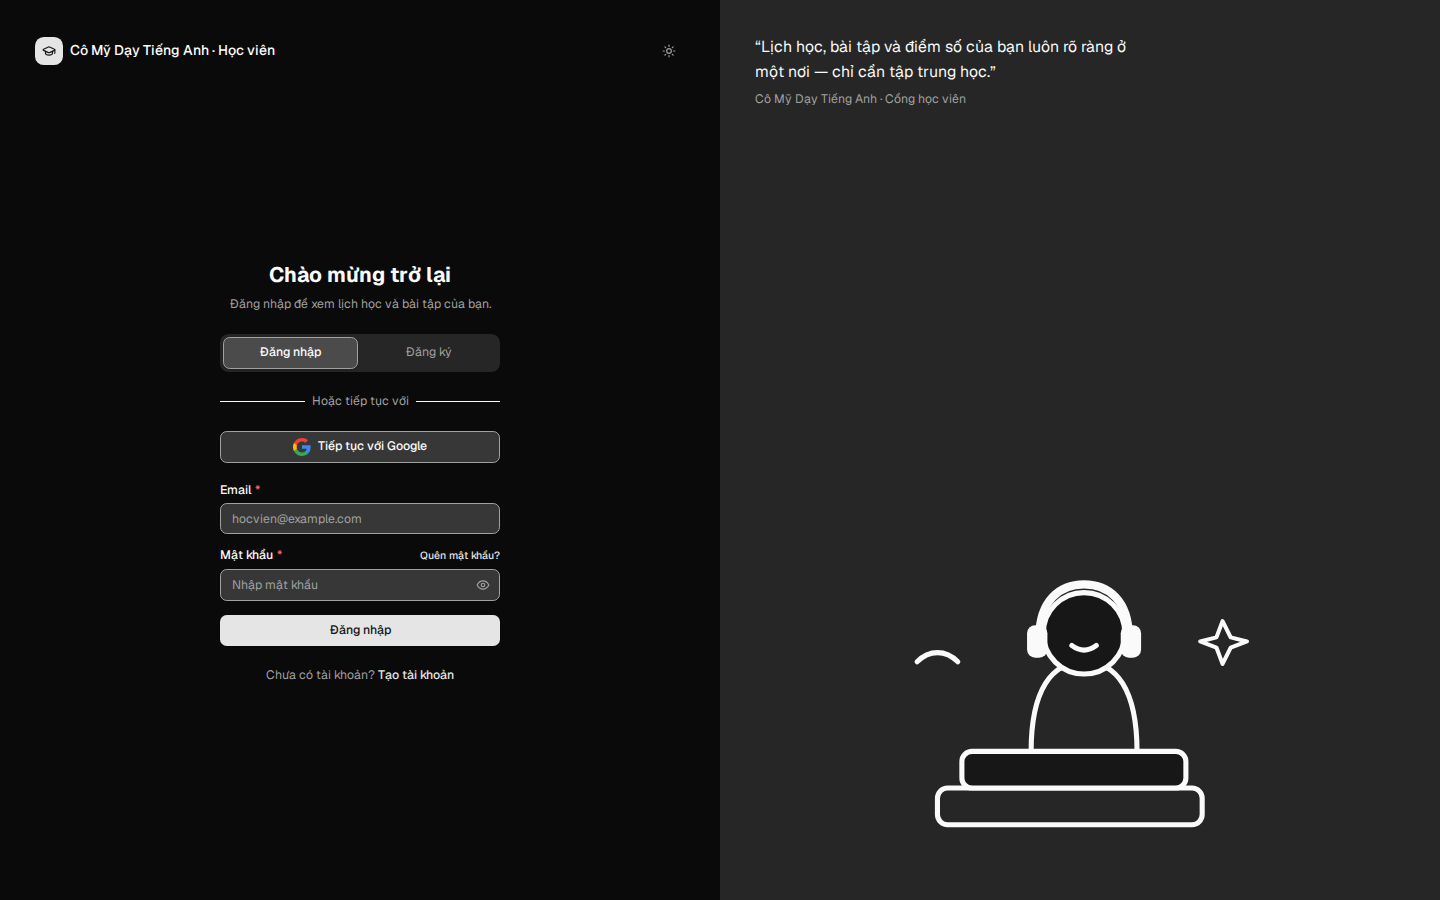 Cô Mỹ Dạy Tiếng Anh · Học viên
Chào mừng trở lại
Đăng nhập để xem lịch học và bài tập của bạn.
Đăng nhập
Đăng ký
Hoặc tiếp tục với
Tiếp tục với Google
Email *
hocvien@example.com
Mật khẩu *
Quên mật khẩu?
Nhập mật khẩu
Đăng nhập
Chưa có tài khoản? Tạo tài khoản
“Lịch học, bài tập và điểm số của bạn luôn rõ ràng ở
một nơi — chỉ cần tập trung học.”
Cô Mỹ Dạy Tiếng Anh · Cổng học viên